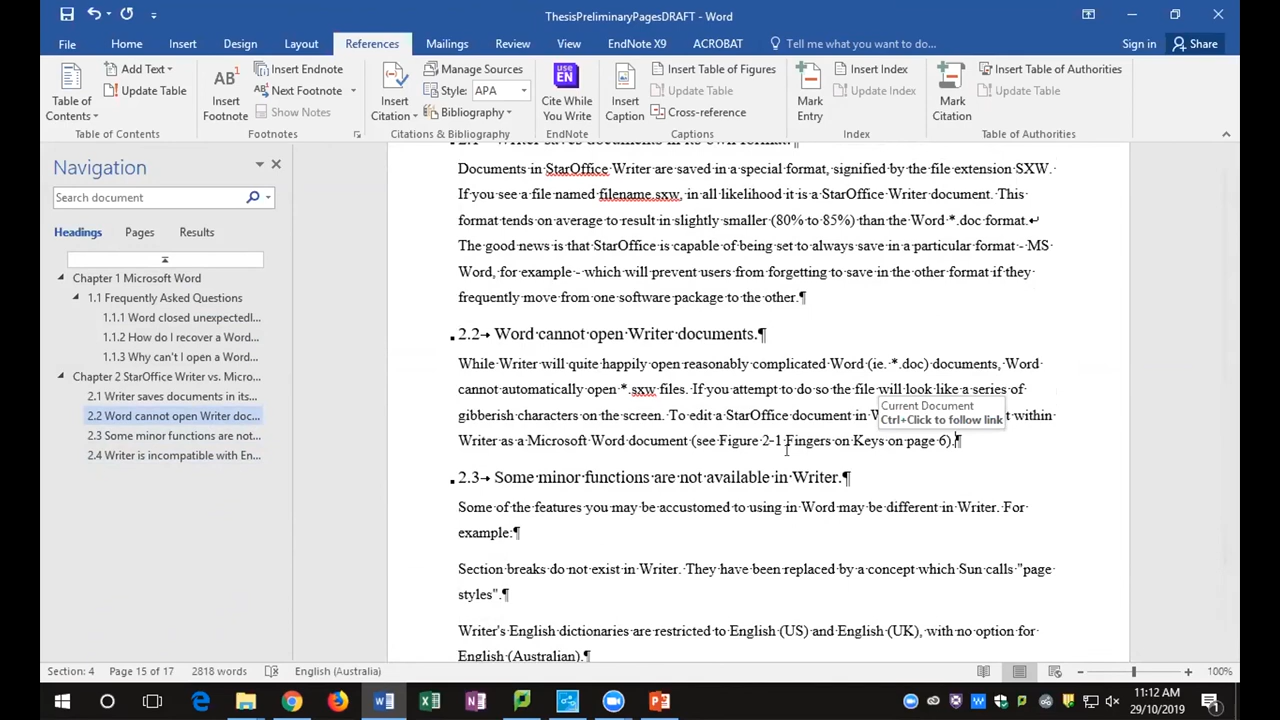 ThesisPreliminaryPagesDRAFT - Word
File Home Insert Design Layout References Mailings Review View EndNote X9 ACROBAT Tell me what you want to do... Sign in Share
Table of Contents
Add Text
Update Table
Table of Contents
AB1
Insert Footnote
Insert Endnote
Next Footnote
Show Notes
Footnotes
Insert Citation
Manage Sources
Style: APA
Bibliography
Citations & Bibliography
EN
Cite While You Write
EndNote
Insert Caption
Insert Table of Figures
Update Table
Cross-reference
Captions
Mark Entry
Insert Index
Update Index
Index
Mark Citation
Insert Table of Authorities
Update Table
Table of Authorities
Navigation
Search document
Headings Pages Results
Chapter 1 Microsoft Word
1.1 Frequently Asked Questions
1.1.1 Word closed unexpectedl...
1.1.2 How do I recover a Word...
1.1.3 Why can't I open a Word...
Chapter 2 StarOffice Writer vs. Micro...
2.1 Writer saves documents in its...
2.2 Word cannot open Writer doc...
2.3 Some minor functions are not...
2.4 Writer is incompatible with En...
2.1 Writer saves documents in its own format.¶
Documents in StarOffice Writer are saved in a special format, signified by the file extension SXW.
If you see a file named filename.sxw, in all likelihood it is a StarOffice Writer document. This
format tends on average to result in slightly smaller (80% to 85%) than the Word *.doc format.↵
The good news is that StarOffice is capable of being set to always save in a particular format - MS
Word, for example - which will prevent users from forgetting to save in the other format if they
frequently move from one software package to the other.¶
2.2→ Word cannot open Writer documents.¶
While Writer will quite happily open reasonably complicated Word (ie. *.doc) documents, Word
cannot automatically open *.sxw files. If you attempt to do so the file will look like a series of
gibberish characters on the screen. To edit a StarOffice document in W t within
Current Document
Ctrl+Click to follow link
Writer as a Microsoft Word document (see Figure 2-1 Fingers on Keys on page 6).¶
2.3→ Some minor functions are not available in Writer.¶
Some of the features you may be accustomed to using in Word may be different in Writer. For
example:¶
Section breaks do not exist in Writer. They have been replaced by a concept which Sun calls "page
styles".¶
Writer's English dictionaries are restricted to English (US) and English (UK), with no option for
English (Australian).¶
Section: 4 Page 15 of 17 2818 words English (Australia) 100%
11:12 AM
29/10/2019
1